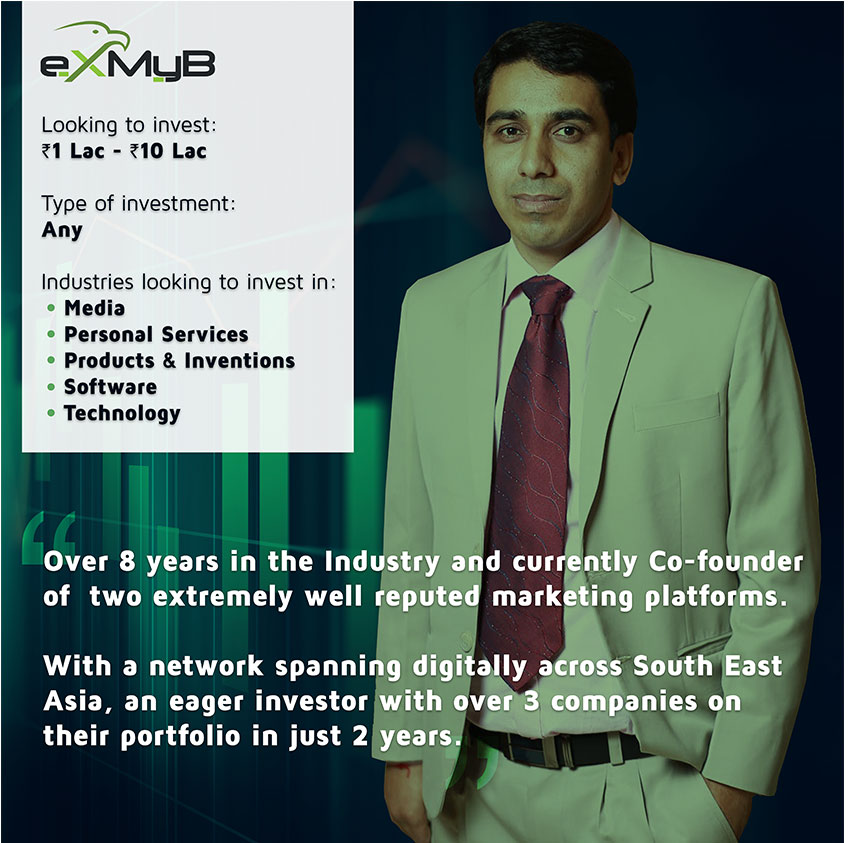 eXMyB
Looking to invest:
₹1 Lac - ₹10 Lac
Type of investment:
Any
Industries looking to invest in:
• Media
• Personal Services
• Products & Inventions
• Software
• Technology
“
Over 8 years in the Industry and currently Co-founder
of two extremely well reputed marketing platforms.
With a network spanning digitally across South East
Asia, an eager investor with over 3 companies on
their portfolio in just 2 years.
”